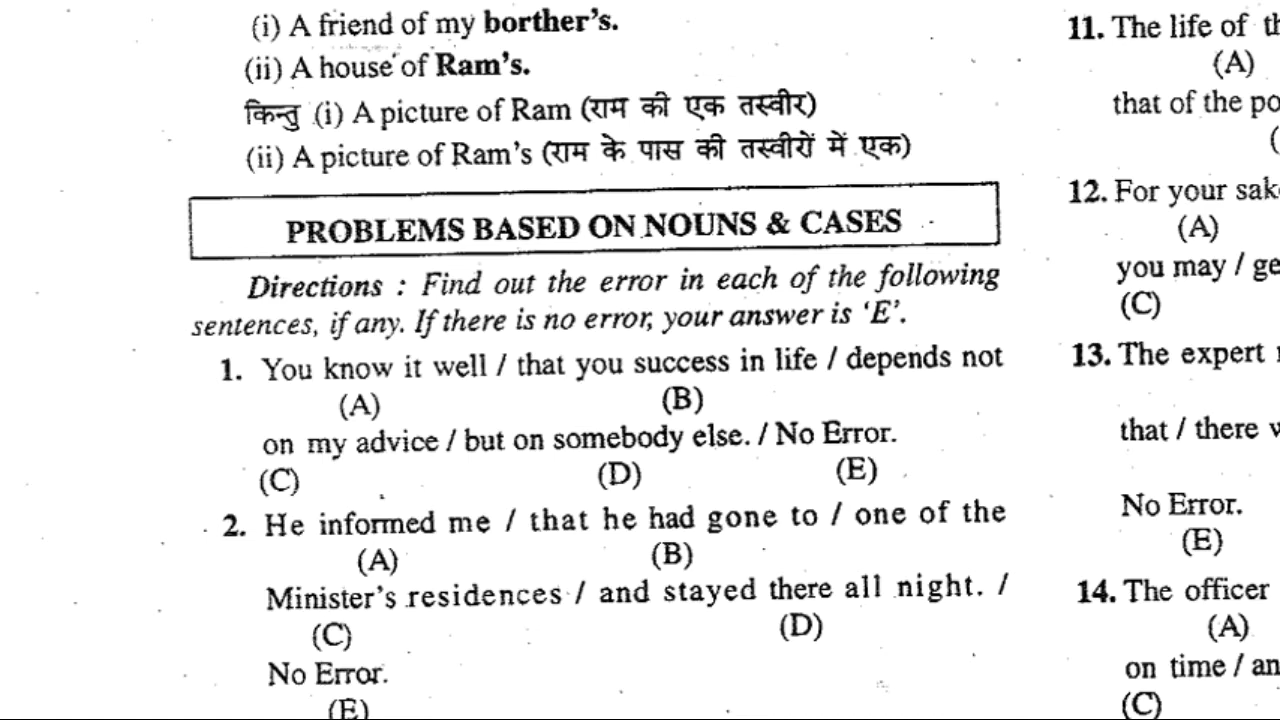 (i) A friend of my borther's.
(ii) A house of Ram's.
किन्तु (i) A picture of Ram (राम की एक तस्वीर)
(ii) A picture of Ram's (राम के पास की तस्वीरों में एक)
PROBLEMS BASED ON NOUNS & CASES
Directions : Find out the error in each of the following
sentences, if any. If there is no error, your answer is 'E'.
1. You know it well / that you success in life / depends not
(A) (B)
on my advice / but on somebody else. / No Error.
(C) (D) (E)
2. He informed me / that he had gone to / one of the
(A) (B)
Minister's residences / and stayed there all night. /
(C) (D)
No Error.
(E)
11. The life of
(A)
that of the
12. For your
(A)
you may /
(C)
13. The expert
that / there
No Error.
(E)
14. The officer
(A)
on time /
(C)